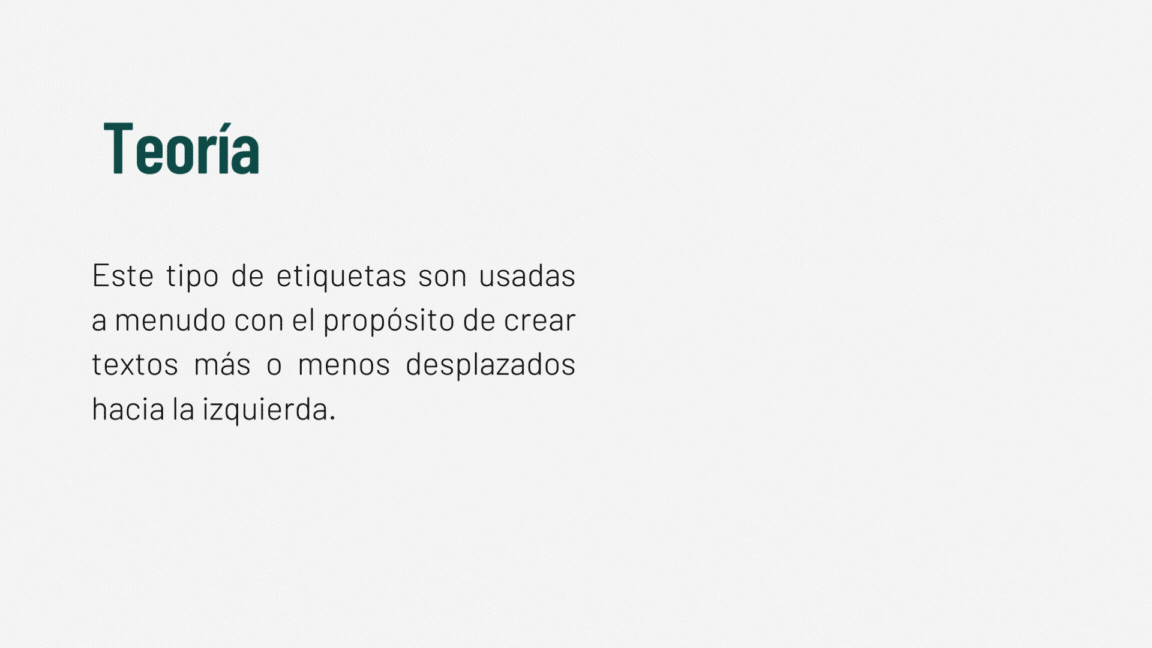 Teoría
Este tipo de etiquetas son usadas
a menudo con el propósito de crear
textos más o menos desplazados
hacia la izquierda.